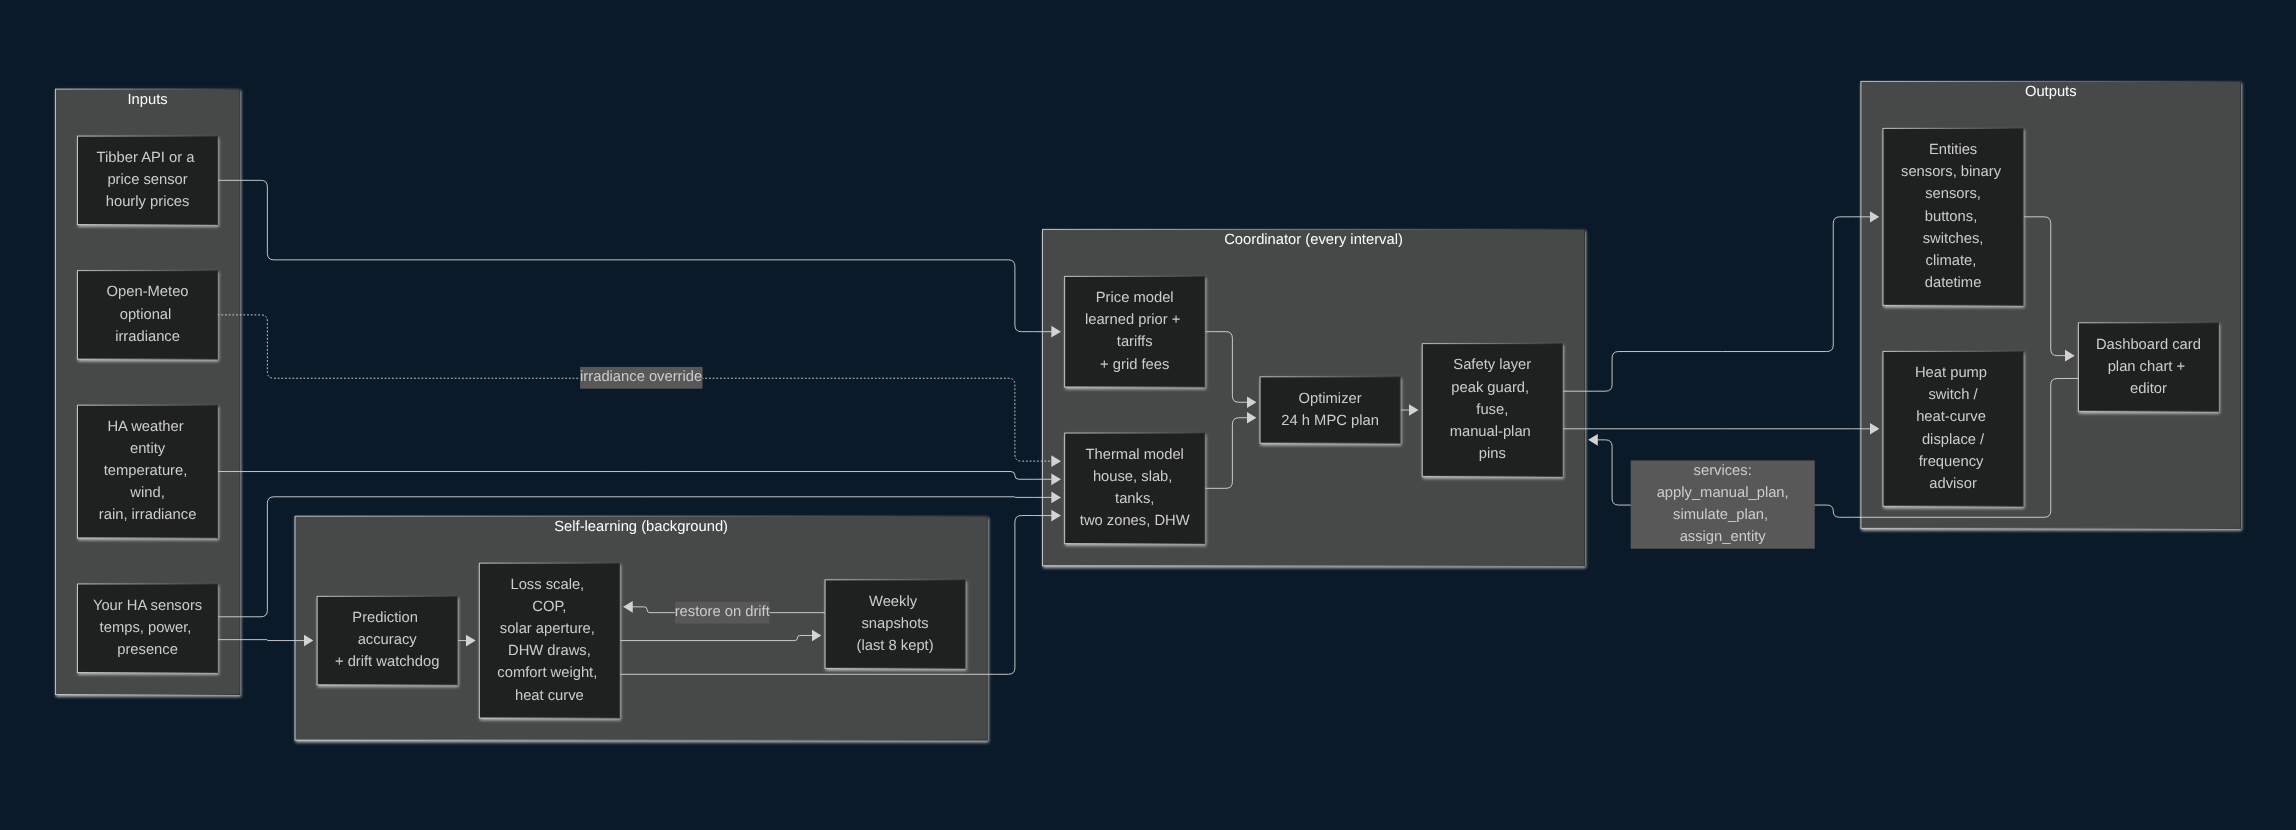 Inputs
Tibber API or a
price sensor
hourly prices
Open-Meteo
optional
irradiance
HA weather
entity
temperature,
wind,
rain, irradiance
Your HA sensors
temps, power,
presence
irradiance override
Self-learning (background)
Prediction
accuracy
+ drift watchdog
Loss scale,
COP,
solar aperture,
DHW draws,
comfort weight,
heat curve
restore on drift
Weekly
snapshots
(last 8 kept)
Coordinator (every interval)
Price model
learned prior +
tariffs
+ grid fees
Thermal model
house, slab,
tanks,
two zones, DHW
Optimizer
24 h MPC plan
Safety layer
peak guard,
fuse,
manual-plan
pins
services:
apply_manual_plan,
simulate_plan,
assign_entity
Outputs
Entities
sensors, binary
sensors,
buttons,
switches,
climate,
datetime
Heat pump
switch /
heat-curve
displace /
frequency
advisor
Dashboard card
plan chart +
editor